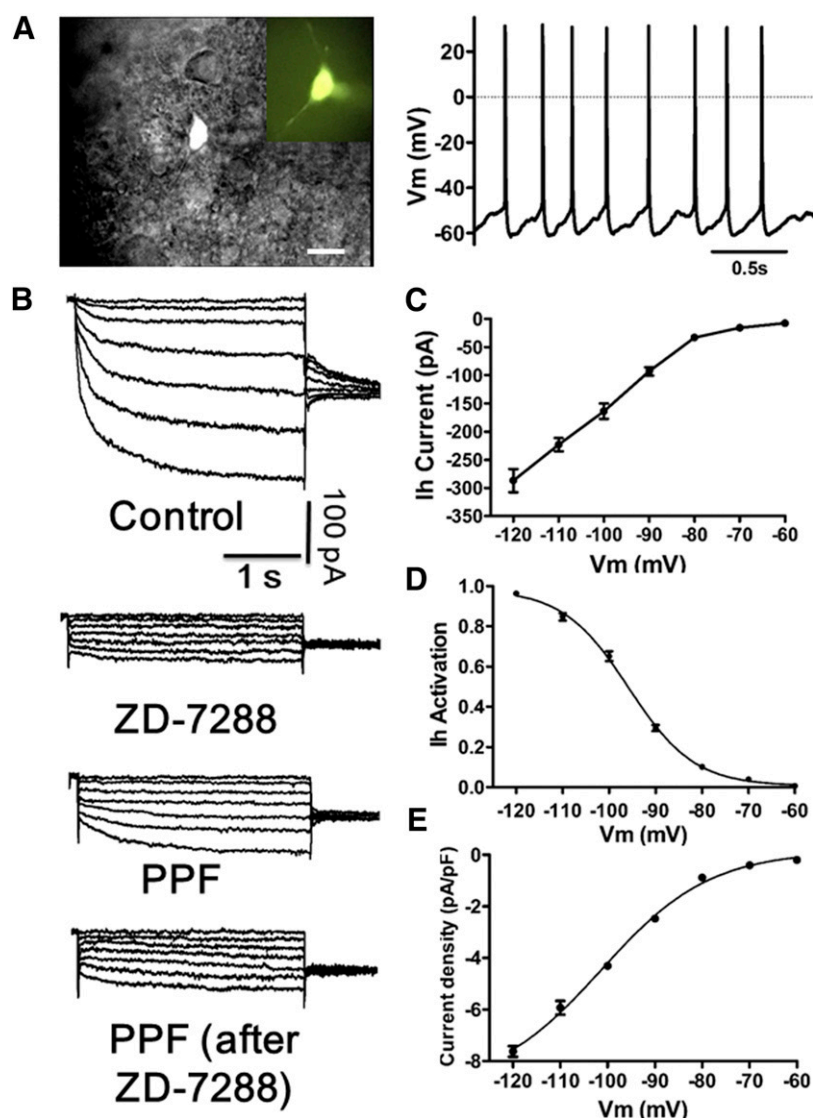 A
20
0
-20
-40
-60
Vm (mV)
0.5s
B
Control
1 s
100 pA
ZD-7288
PPF
PPF (after
ZD-7288)
C
0
-50
-100
-150
-200
-250
-300
-350
Ih Current (pA)
-120 -110 -100 -90 -80 -70 -60
Vm (mV)
D
1.0
0.8
0.6
0.4
0.2
0.0
Ih Activation
-120 -110 -100 -90 -80 -70 -60
Vm (mV)
E
0
-2
-4
-6
-8
Current density (pA/pF)
-120 -110 -100 -90 -80 -70 -60
Vm (mV)